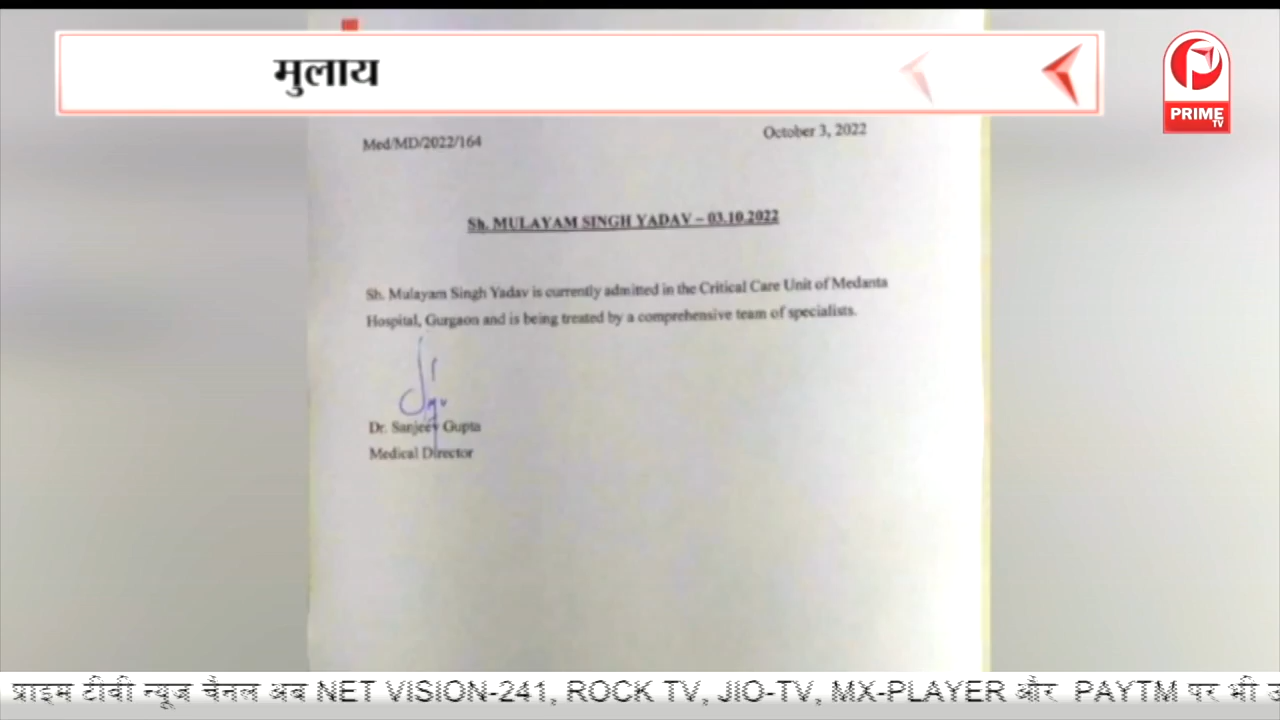 मुलाय
PRIME
TV
Med/MD/2022/164
October 3, 2022
Sh. MULAYAM SINGH YADAV – 03.10.2022
Sh. Mulayam Singh Yadav is currently admitted in the Critical Care Unit of Medanta
Hospital, Gurgaon and is being treated by a comprehensive team of specialists.
Dr. Sanjeev Gupta
Medical Director
प्राइम टीवी न्यूज चैनल अब NET VISION-241, ROCK TV, JIO-TV, MX-PLAYER और PAYTM पर भी